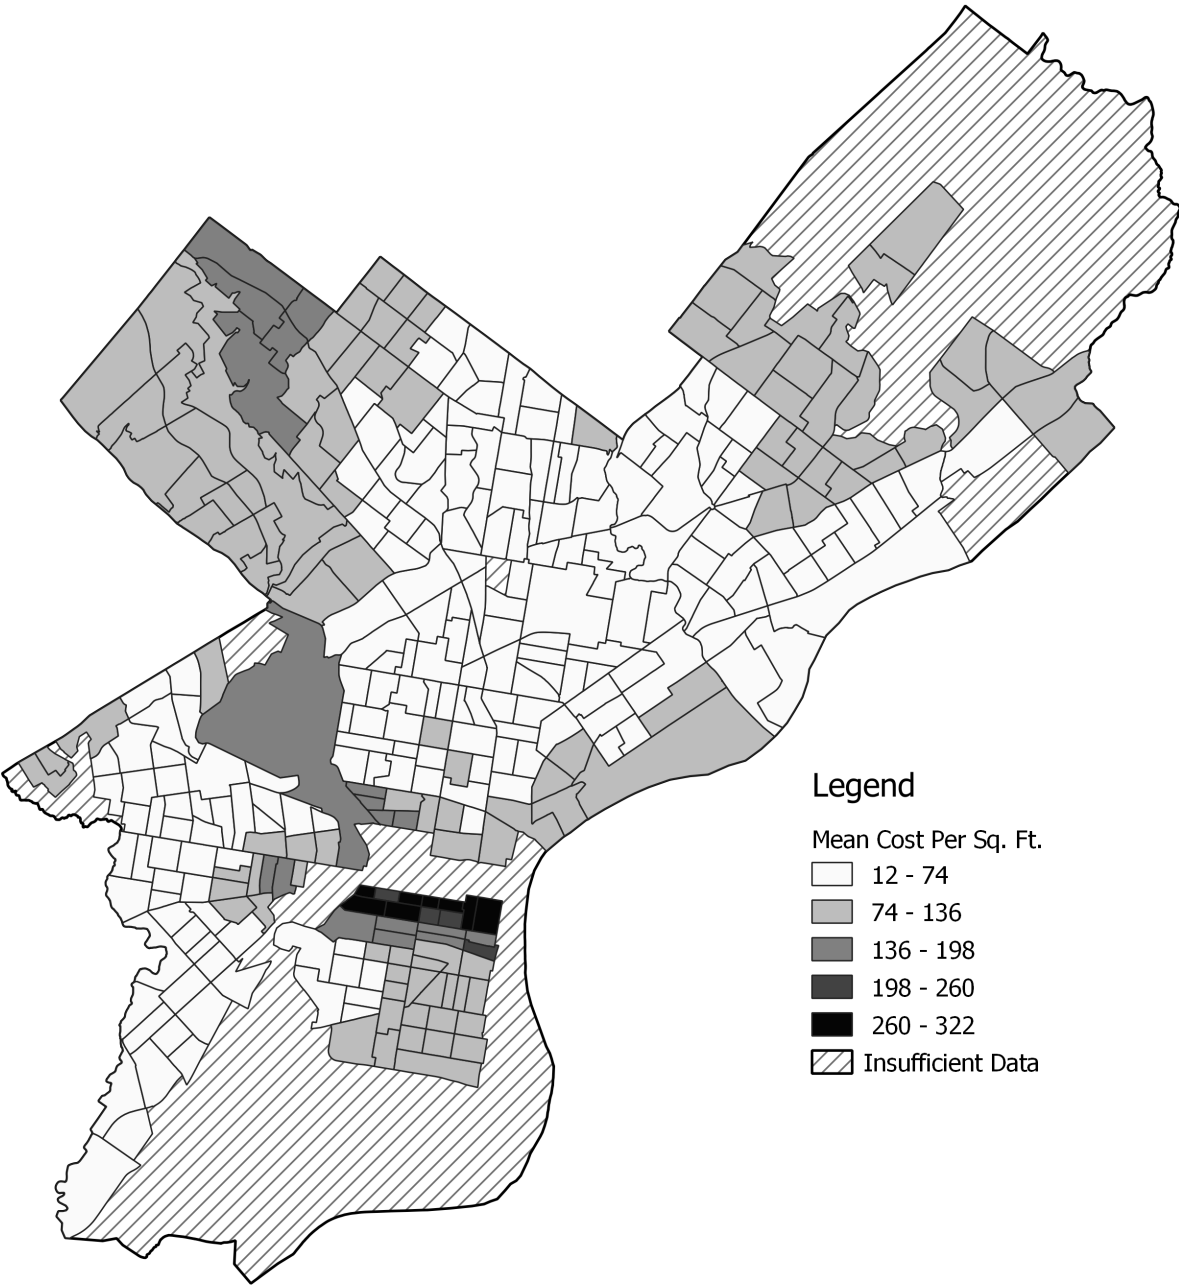 Legend
Mean Cost Per Sq. Ft.
12 - 74
74 - 136
136 - 198
198 - 260
260 - 322
Insufficient Data